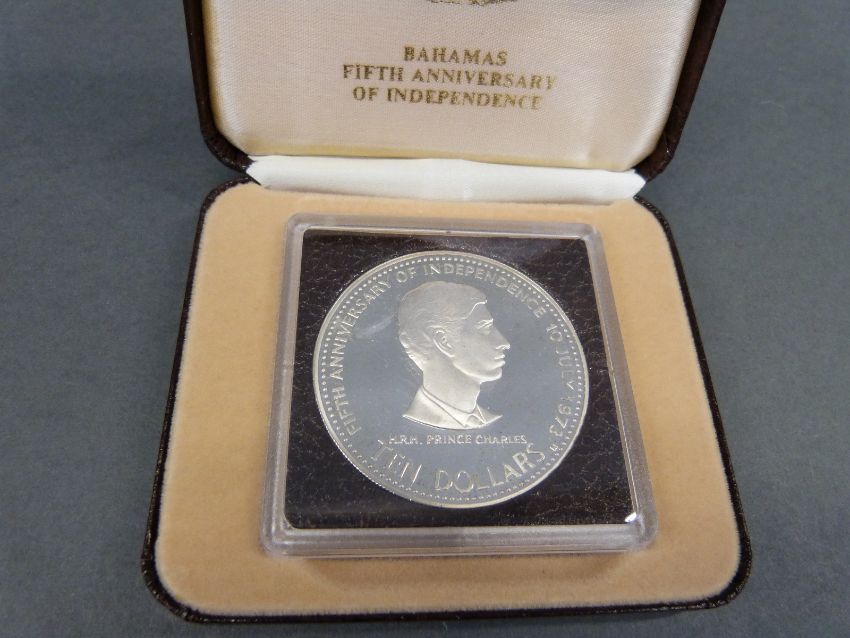 BAHAMAS
FIFTH ANNIVERSARY
OF INDEPENDENCE
FIFTH ANNIVERSARY OF INDEPENDENCE 10 JULY 1973
H.R.H. PRINCE CHARLES
TEN DOLLARS